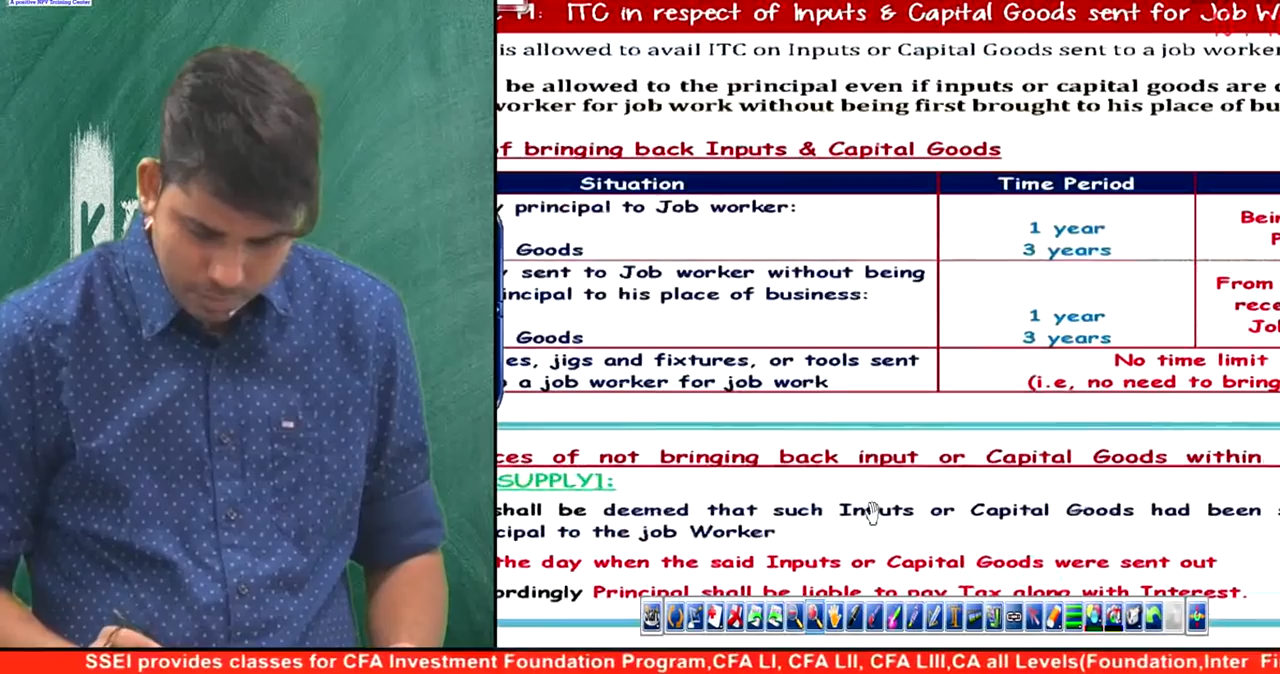 A positive NPV Training Center
ITC in respect of Inputs & Capital Goods sent for Job W
is allowed to avail ITC on Inputs or Capital Goods sent to a job worker
be allowed to the principal even if inputs or capital goods are
worker for job work without being first brought to his place of bu
of bringing back Inputs & Capital Goods
Situation Time Period
principal to Job worker:
1 year
Goods 3 years
sent to Job worker without being
incipal to his place of business:
From
1 year
Goods 3 years
es, jigs and fixtures, or tools sent No time limit
a job worker for job work (i.e, no need to bring
ces of not bringing back input or Capital Goods within
SUPPLY]:
shall be deemed that such Inputs or Capital Goods had been
cipal to the job Worker
the day when the said Inputs or Capital Goods were sent out
ordingly Principal shall be liable to pay Tax along with Interest.
SSEI provides classes for CFA Investment Foundation Program,CFA LI, CFA LII, CFA LIII,CA all Levels(Foundation,Inter Fi